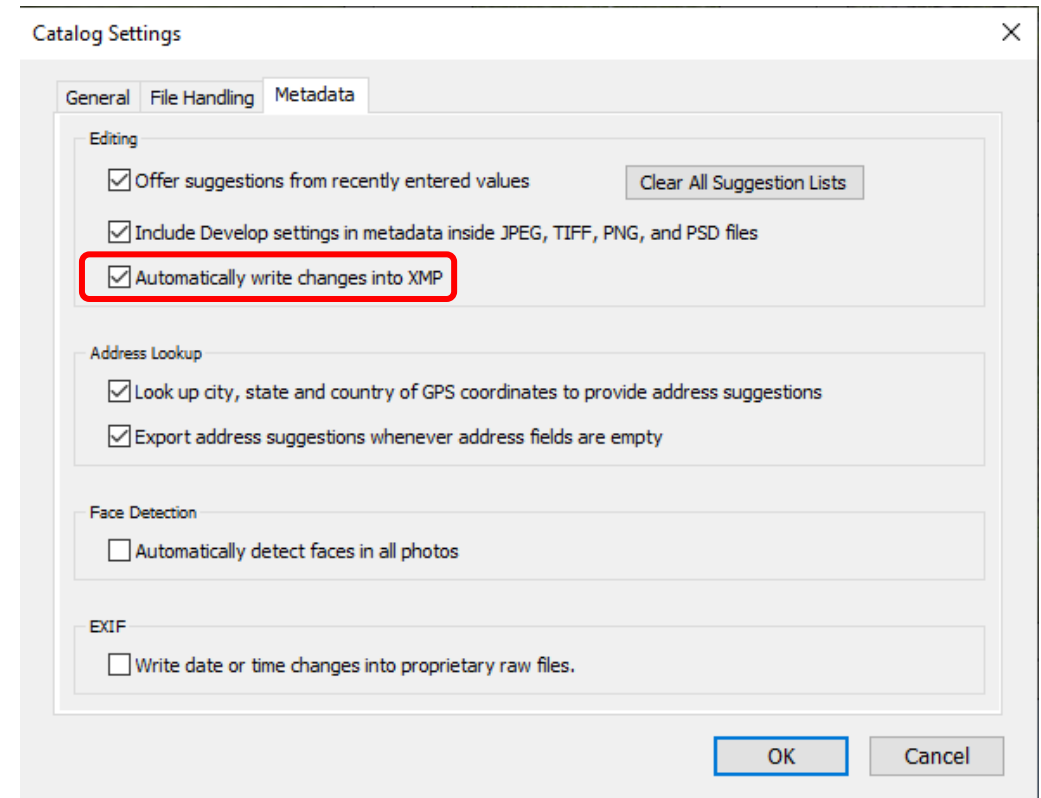 Catalog Settings
General File Handling Metadata
Editing
Offer suggestions from recently entered values Clear All Suggestion Lists
Include Develop settings in metadata inside JPEG, TIFF, PNG, and PSD files
Automatically write changes into XMP
Address Lookup
Look up city, state and country of GPS coordinates to provide address suggestions
Export address suggestions whenever address fields are empty
Face Detection
Automatically detect faces in all photos
EXIF
Write date or time changes into proprietary raw files.
OK Cancel